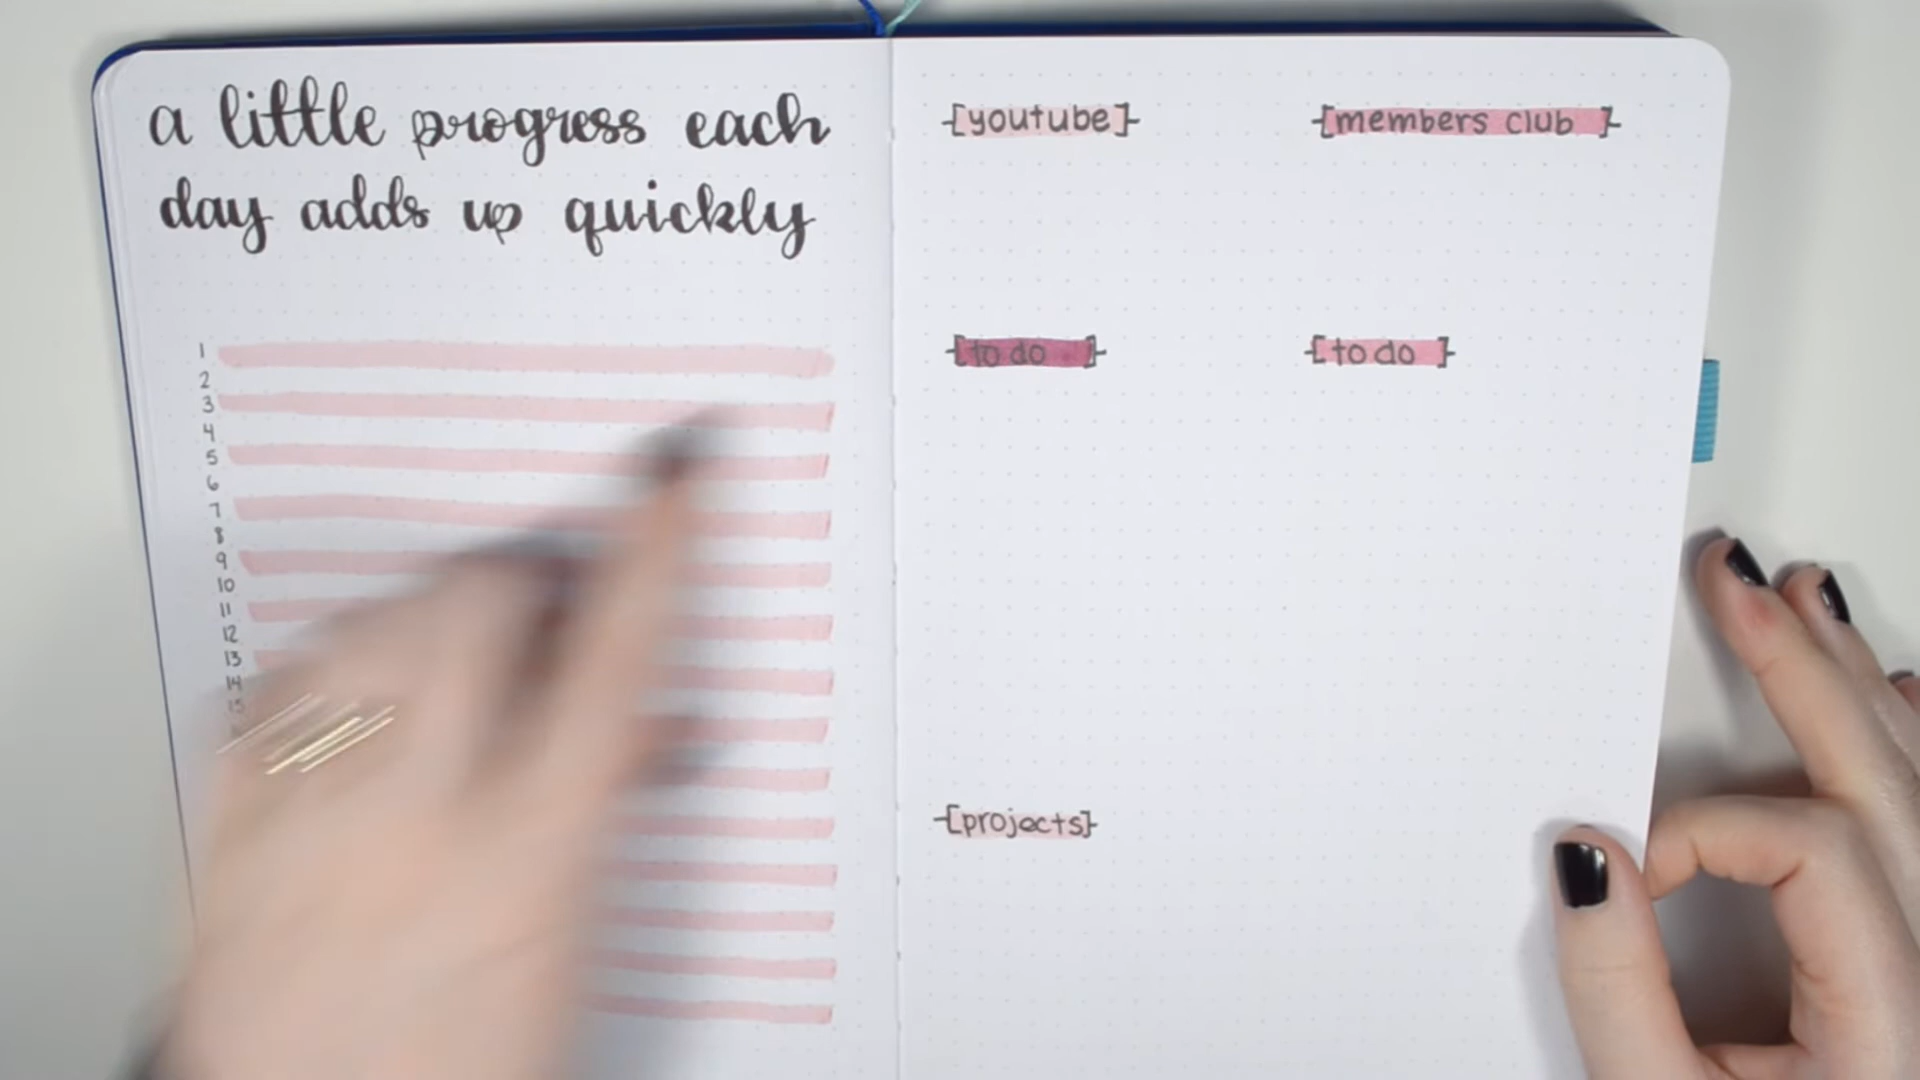 a little progress each
day adds up quickly
1
2
3
4
5
6
7
8
9
10
11
12
13
14
15
-[youtube]-
-[members club]-
-[to do]-
-[to do]-
-[projects]-